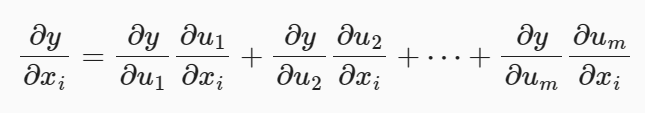 ∂y/∂x_i = ∂y/∂u_1 ∂u_1/∂x_i + ∂y/∂u_2 ∂u_2/∂x_i + ⋯ + ∂y/∂u_m ∂u_m/∂x_i